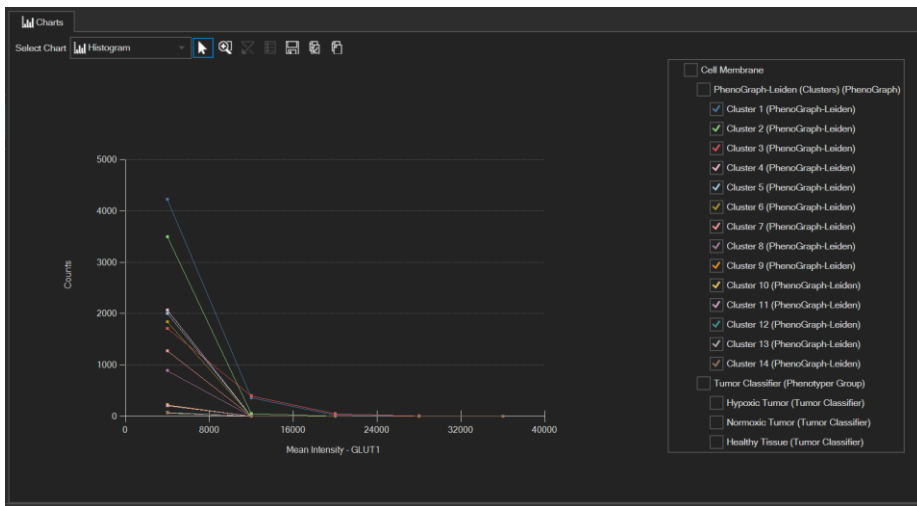 Charts
Select Chart Histogram
Cell Membrane
PhenoGraph-Leiden (Clusters) (PhenoGraph)
Cluster 1 (PhenoGraph-Leiden)
Cluster 2 (PhenoGraph-Leiden)
Cluster 3 (PhenoGraph-Leiden)
Cluster 4 (PhenoGraph-Leiden)
Cluster 5 (PhenoGraph-Leiden)
Cluster 6 (PhenoGraph-Leiden)
Cluster 7 (PhenoGraph-Leiden)
Cluster 8 (PhenoGraph-Leiden)
Cluster 9 (PhenoGraph-Leiden)
Cluster 10 (PhenoGraph-Leiden)
Cluster 11 (PhenoGraph-Leiden)
Cluster 12 (PhenoGraph-Leiden)
Cluster 13 (PhenoGraph-Leiden)
Cluster 14 (PhenoGraph-Leiden)
Tumor Classifier (Phenotyper Group)
Hypoxic Tumor (Tumor Classifier)
Normoxic Tumor (Tumor Classifier)
Healthy Tissue (Tumor Classifier)
5000
4000
3000
2000
1000
0
Counts
0 8000 16000 24000 32000 40000
Mean Intensity - GLUT1